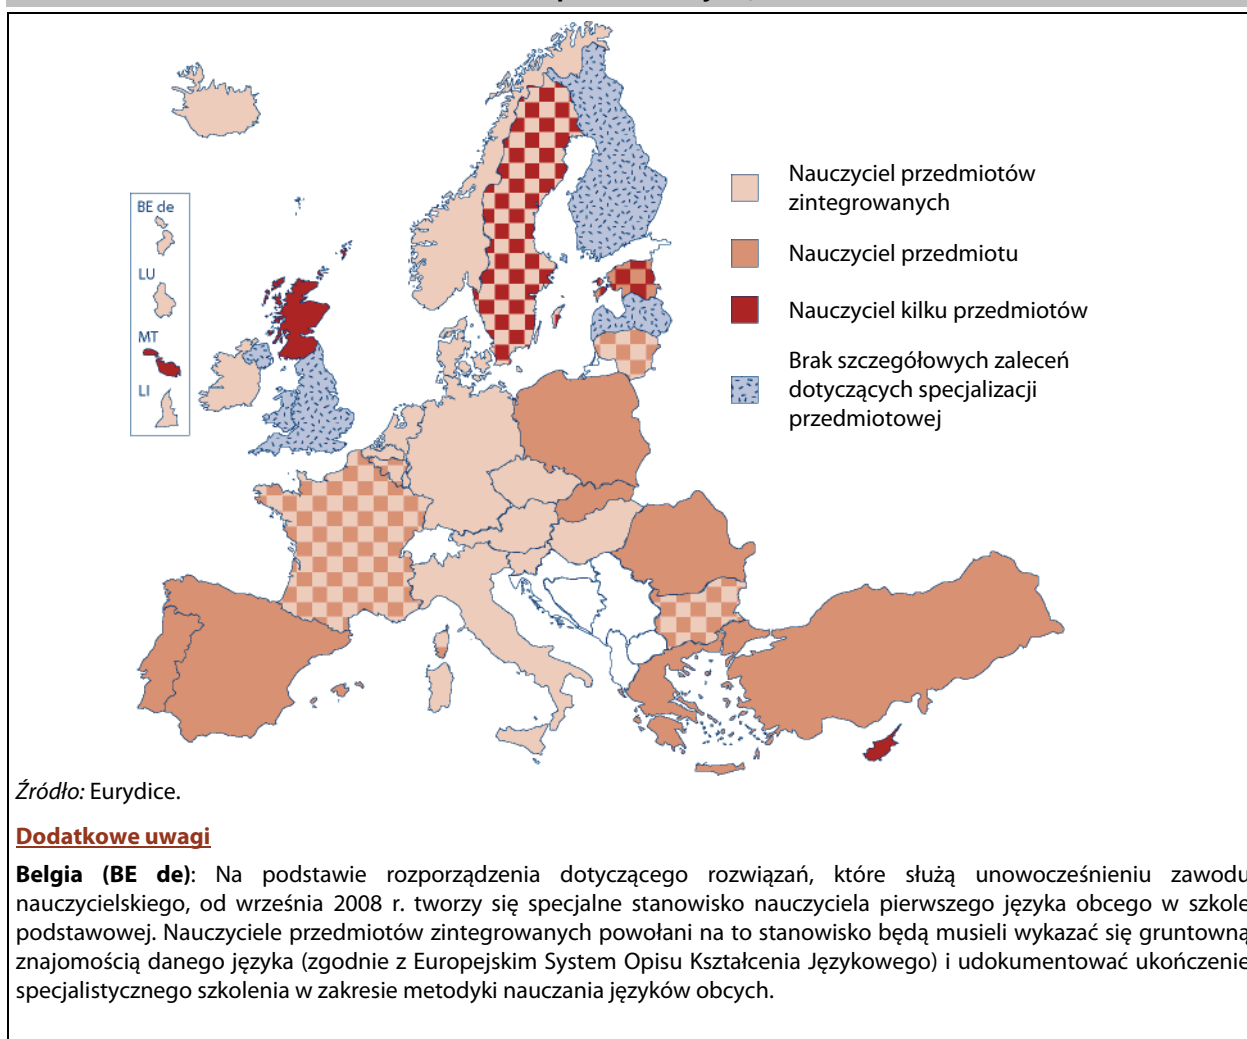 BE de
LU
MT
LI
Nauczyciel przedmiotów
zintegrowanych
Nauczyciel przedmiotu
Nauczyciel kilku przedmiotów
Brak szczegółowych zaleceń
dotyczących specjalizacji
przedmiotowej
Źródło: Eurydice.
Dodatkowe uwagi
Belgia (BE de): Na podstawie rozporządzenia dotyczącego rozwiązań, które służą unowocześnieniu zawodu
nauczycielskiego, od września 2008 r. tworzy się specjalne stanowisko nauczyciela pierwszego języka obcego w szkole
podstawowej. Nauczyciele przedmiotów zintegrowanych powołani na to stanowisko będą musieli wykazać się gruntowną
znajomością danego języka (zgodnie z Europejskim System Opisu Kształcenia Językowego) i udokumentować ukończenie
specjalistycznego szkolenia w zakresie metodyki nauczania języków obcych.